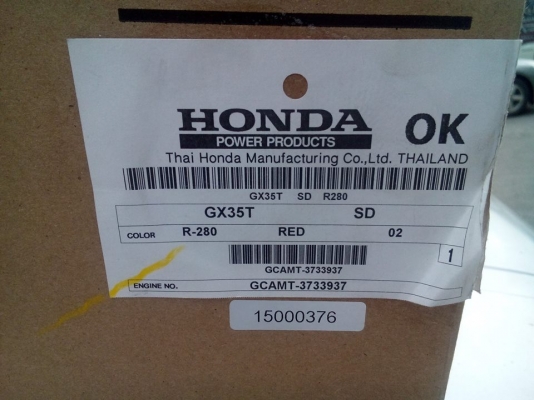 HONDA OK
POWER PRODUCTS
Thai Honda Manufacturing Co.,Ltd. THAILAND
GX35T SD R280
GX35T SD
COLOR R-280 RED 02
1
GCAMT-3733937
ENGINE NO. GCAMT-3733937
15000376